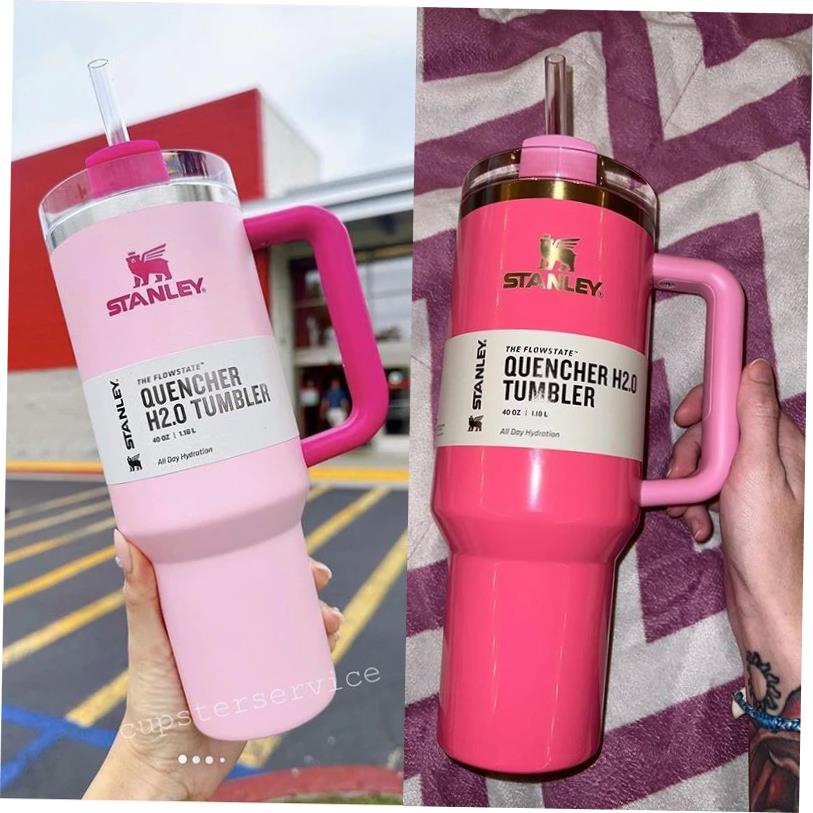 STANLEY®
THE FLOWSTATE™
QUENCHER
H2.0 TUMBLER
40 OZ | 1.18 L
All Day Hydration
STANLEY.
cupsterservice
STANLEY®
THE FLOWSTATE™
QUENCHER H2.0
TUMBLER
40 OZ | 1.18 L
All Day Hydration
STANLEY.